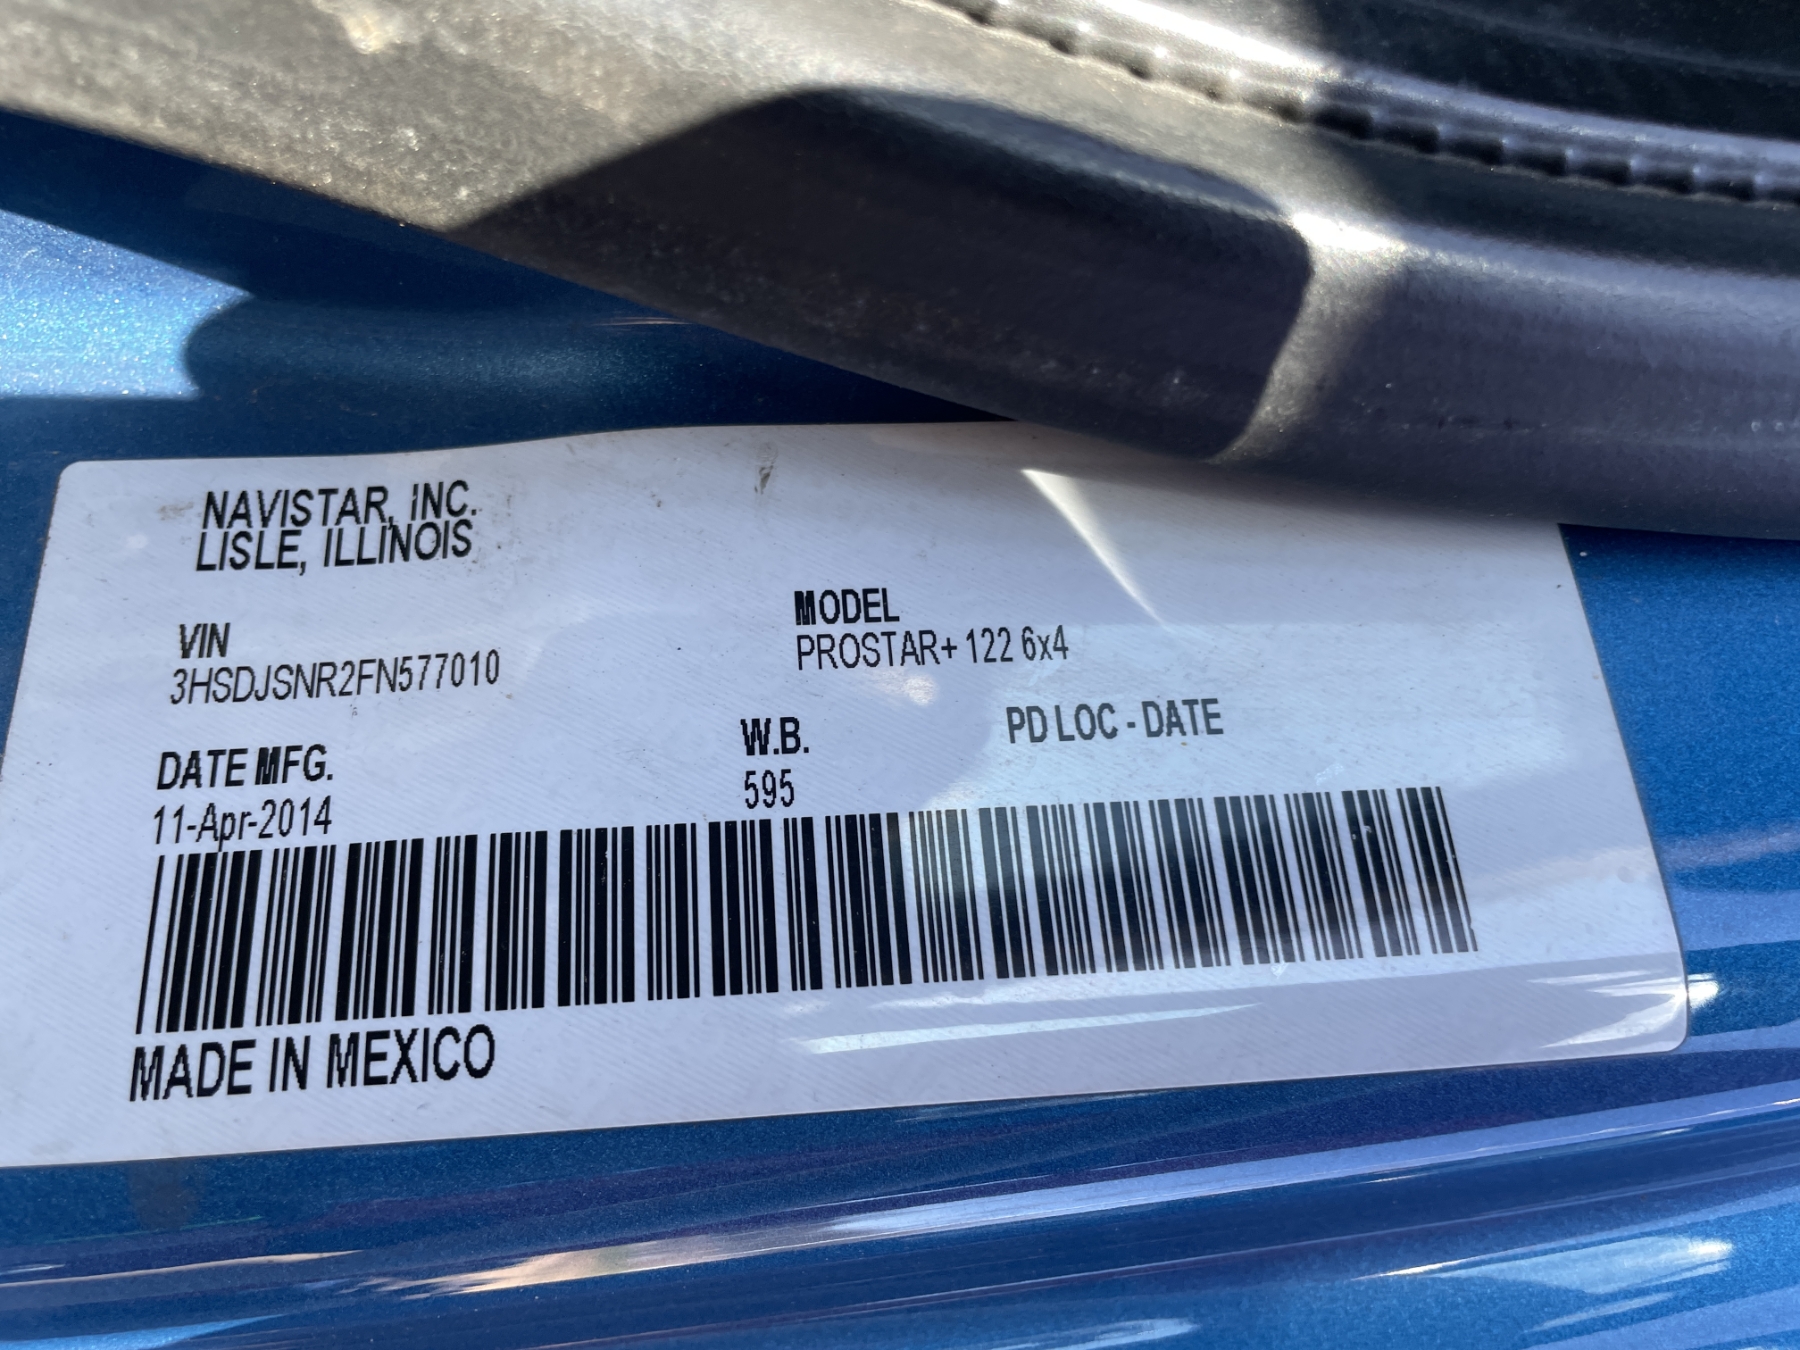 NAVISTAR, INC.
LISLE, ILLINOIS
VIN
3HSDJSNR2FN577010
MODEL
PROSTAR+ 122 6x4
DATE MFG.
11-Apr-2014
W.B.
595
PD LOC - DATE
MADE IN MEXICO